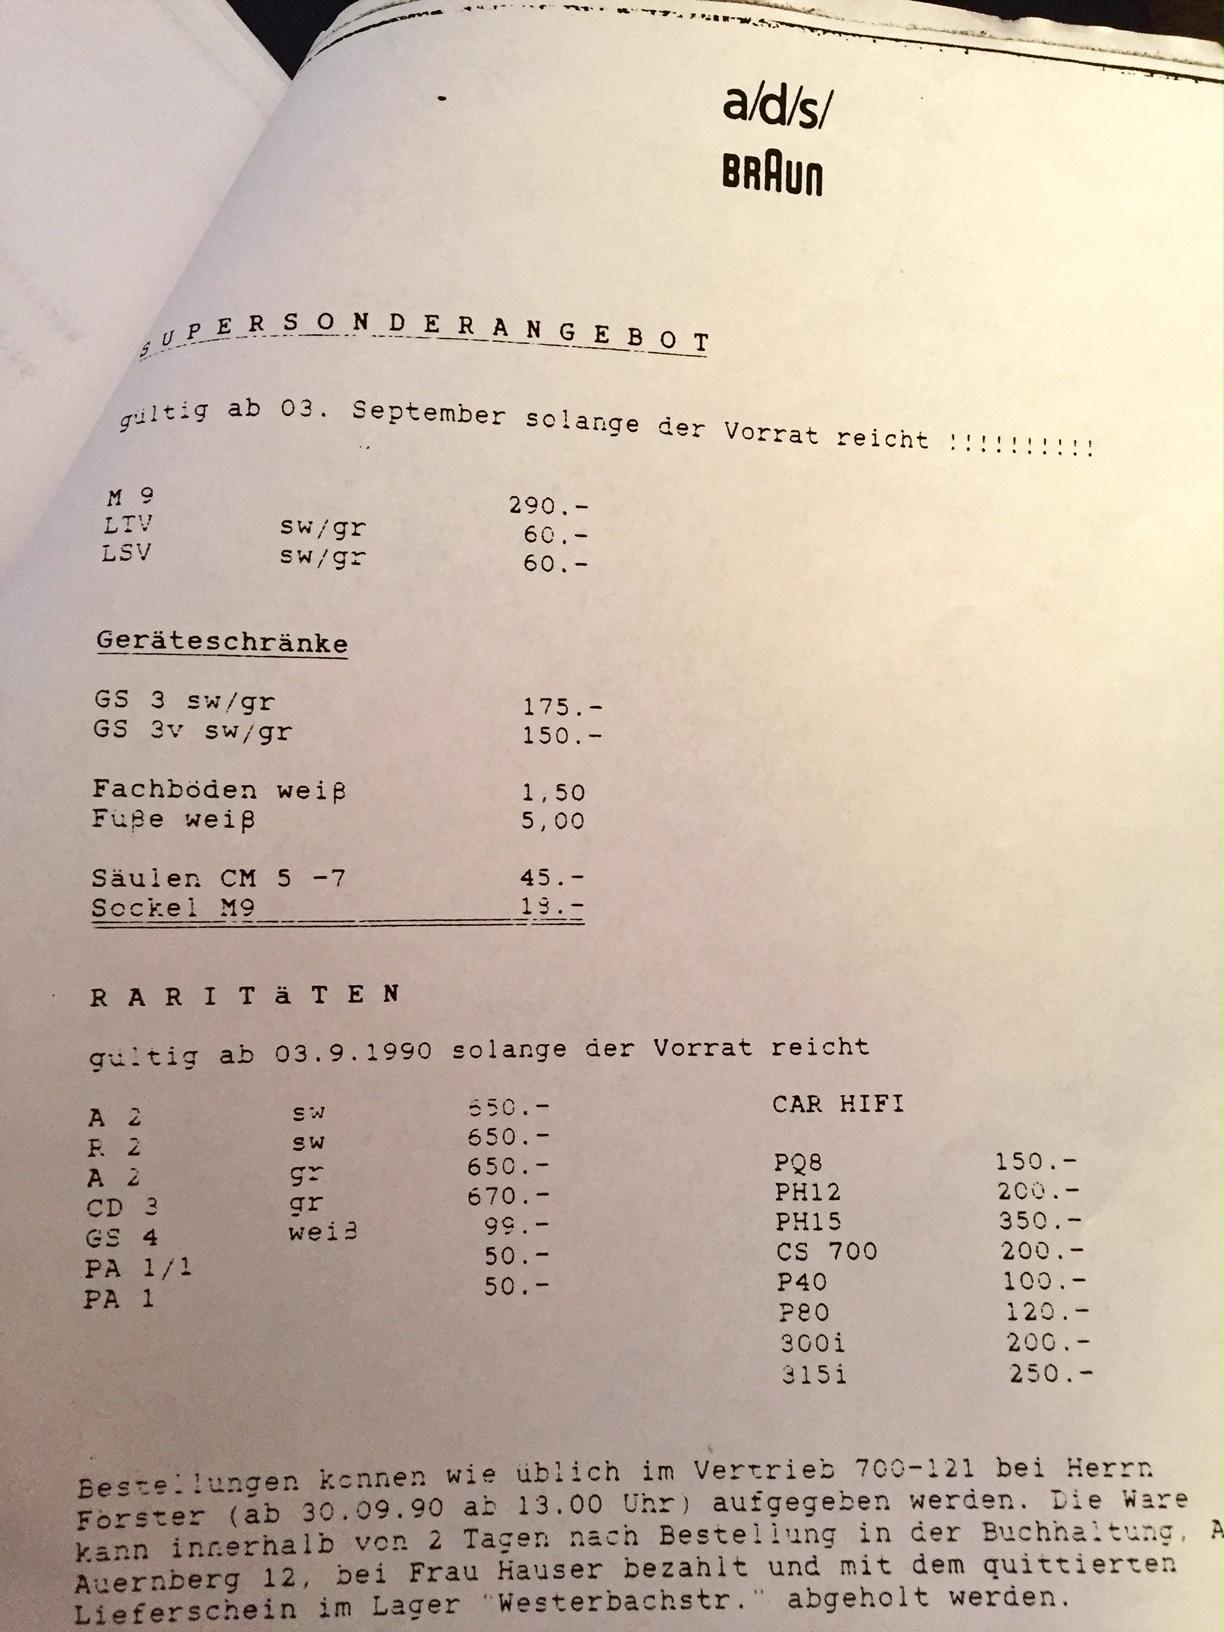 a/d/s/
BRAUN
SUPERSONDERANGEBOT
gültig ab 03. September solange der Vorrat reicht !!!!!!!!!!
M 9 290.-
LTV sw/gr 60.-
LSV sw/gr 60.-
Geräteschränke
GS 3 sw/gr 175.-
GS 3v sw/gr 150.-
Fachböden weiß 1,50
Füße weiß 5,00
Säulen CM 5 -7 45.-
Sockel M9
RARITäTEN
gültig ab 03.9.1990 solange der Vorrat reicht
A 2 sw 650.-
R 2 sw 650.-
A 2 gr 650.-
CD 3 gr 670.-
GS 4 weiß 99.-
PA 1/1 50.-
PA 1 50.-
CAR HIFI
PQ8 150.-
PH12 200.-
PH15 350.-
CS 700 200.-
P40 100.-
P80 120.-
300i 200.-
315i 250.-
Bestellungen können wie üblich im Vertrieb 700-121 bei Herrn
Förster (ab 30.09.90 ab 13.00 Uhr) aufgegeben werden. Die Ware
kann innerhalb von 2 Tagen nach Bestellung in der Buchhaltung, A
Auernberg 12, bei Frau Hauser bezahlt und mit dem quittierten
Lieferschein im Lager "Westerbachstr." abgeholt werden.